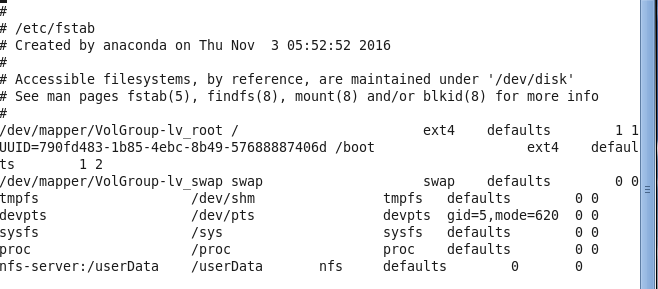 #
# /etc/fstab
# Created by anaconda on Thu Nov  3 05:52:52 2016
#
# Accessible filesystems, by reference, are maintained under '/dev/disk'
# See man pages fstab(5), findfs(8), mount(8) and/or blkid(8) for more info
#
/dev/mapper/VolGroup-lv_root /                       ext4    defaults        1 1
UUID=790fd483-1b85-4ebc-8b49-57688887406d /boot                   ext4    defaul
ts        1 2
/dev/mapper/VolGroup-lv_swap swap                    swap    defaults        0 0
tmpfs                   /dev/shm                tmpfs   defaults        0 0
devpts                  /dev/pts                devpts  gid=5,mode=620  0 0
sysfs                   /sys                    sysfs   defaults        0 0
proc                    /proc                   proc    defaults        0 0
nfs-server:/userData    /userData       nfs     defaults        0       0